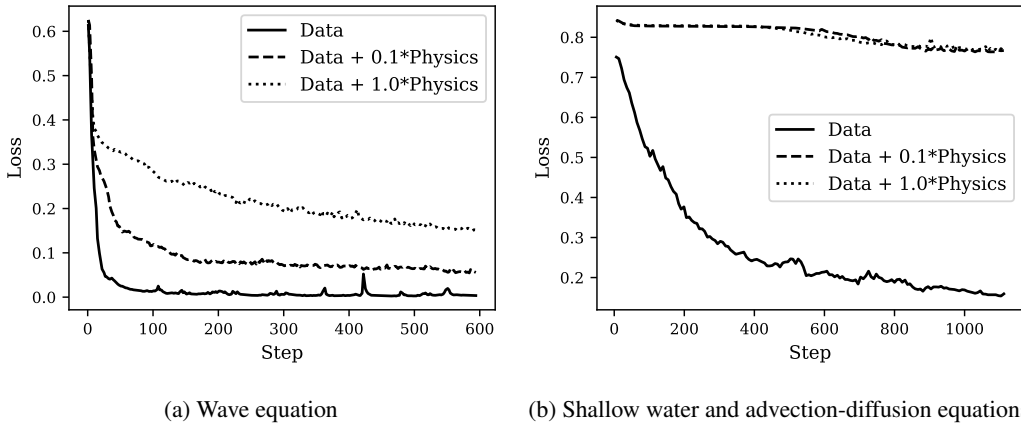 0.6
0.5
0.4
0.3
0.2
0.1
0.0
Loss
Data
Data + 0.1*Physics
Data + 1.0*Physics
0
100
200
300
400
500
600
Step
(a) Wave equation
0.8
0.7
0.6
0.5
0.4
0.3
0.2
Loss
Data
Data + 0.1*Physics
Data + 1.0*Physics
0
200
400
600
800
1000
Step
(b) Shallow water and advection-diffusion equation